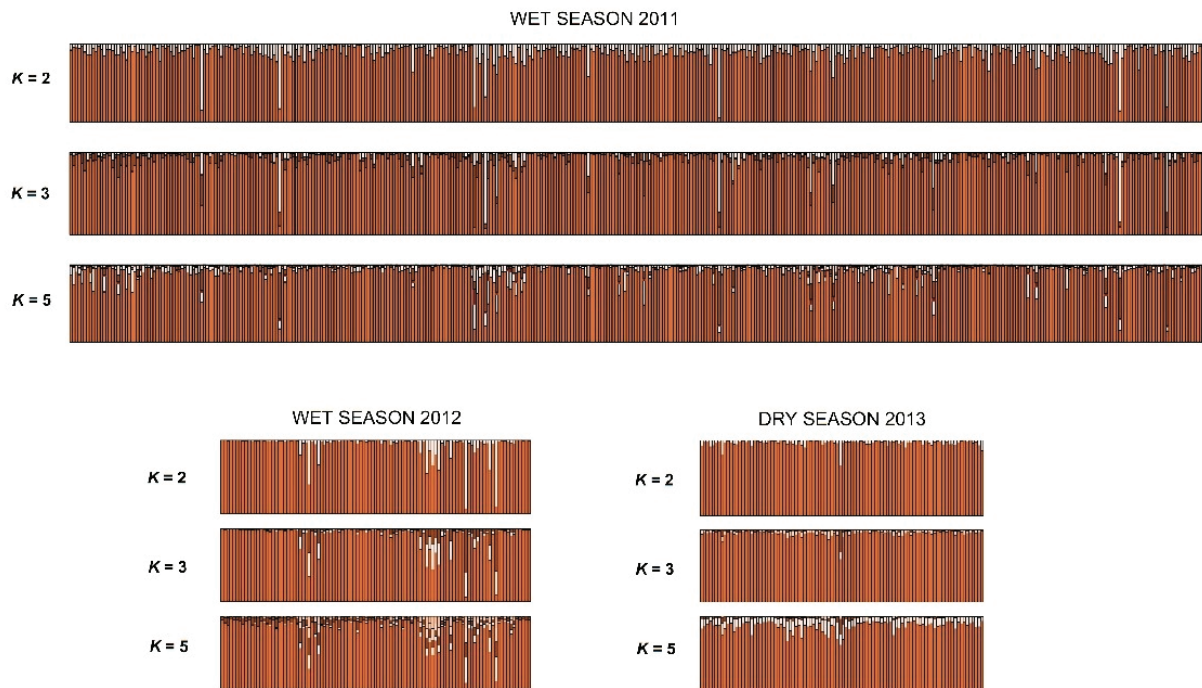 WET SEASON 2011
K = 2
K = 3
K = 5
WET SEASON 2012
K = 2
K = 3
K = 5
DRY SEASON 2013
K = 2
K = 3
K = 5